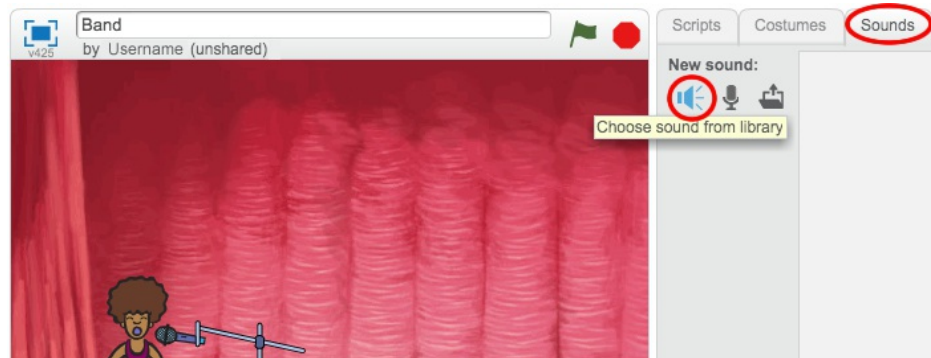 Band
by Username (unshared)
v425
Scripts
Costumes
Sounds
New sound:
Choose sound from library